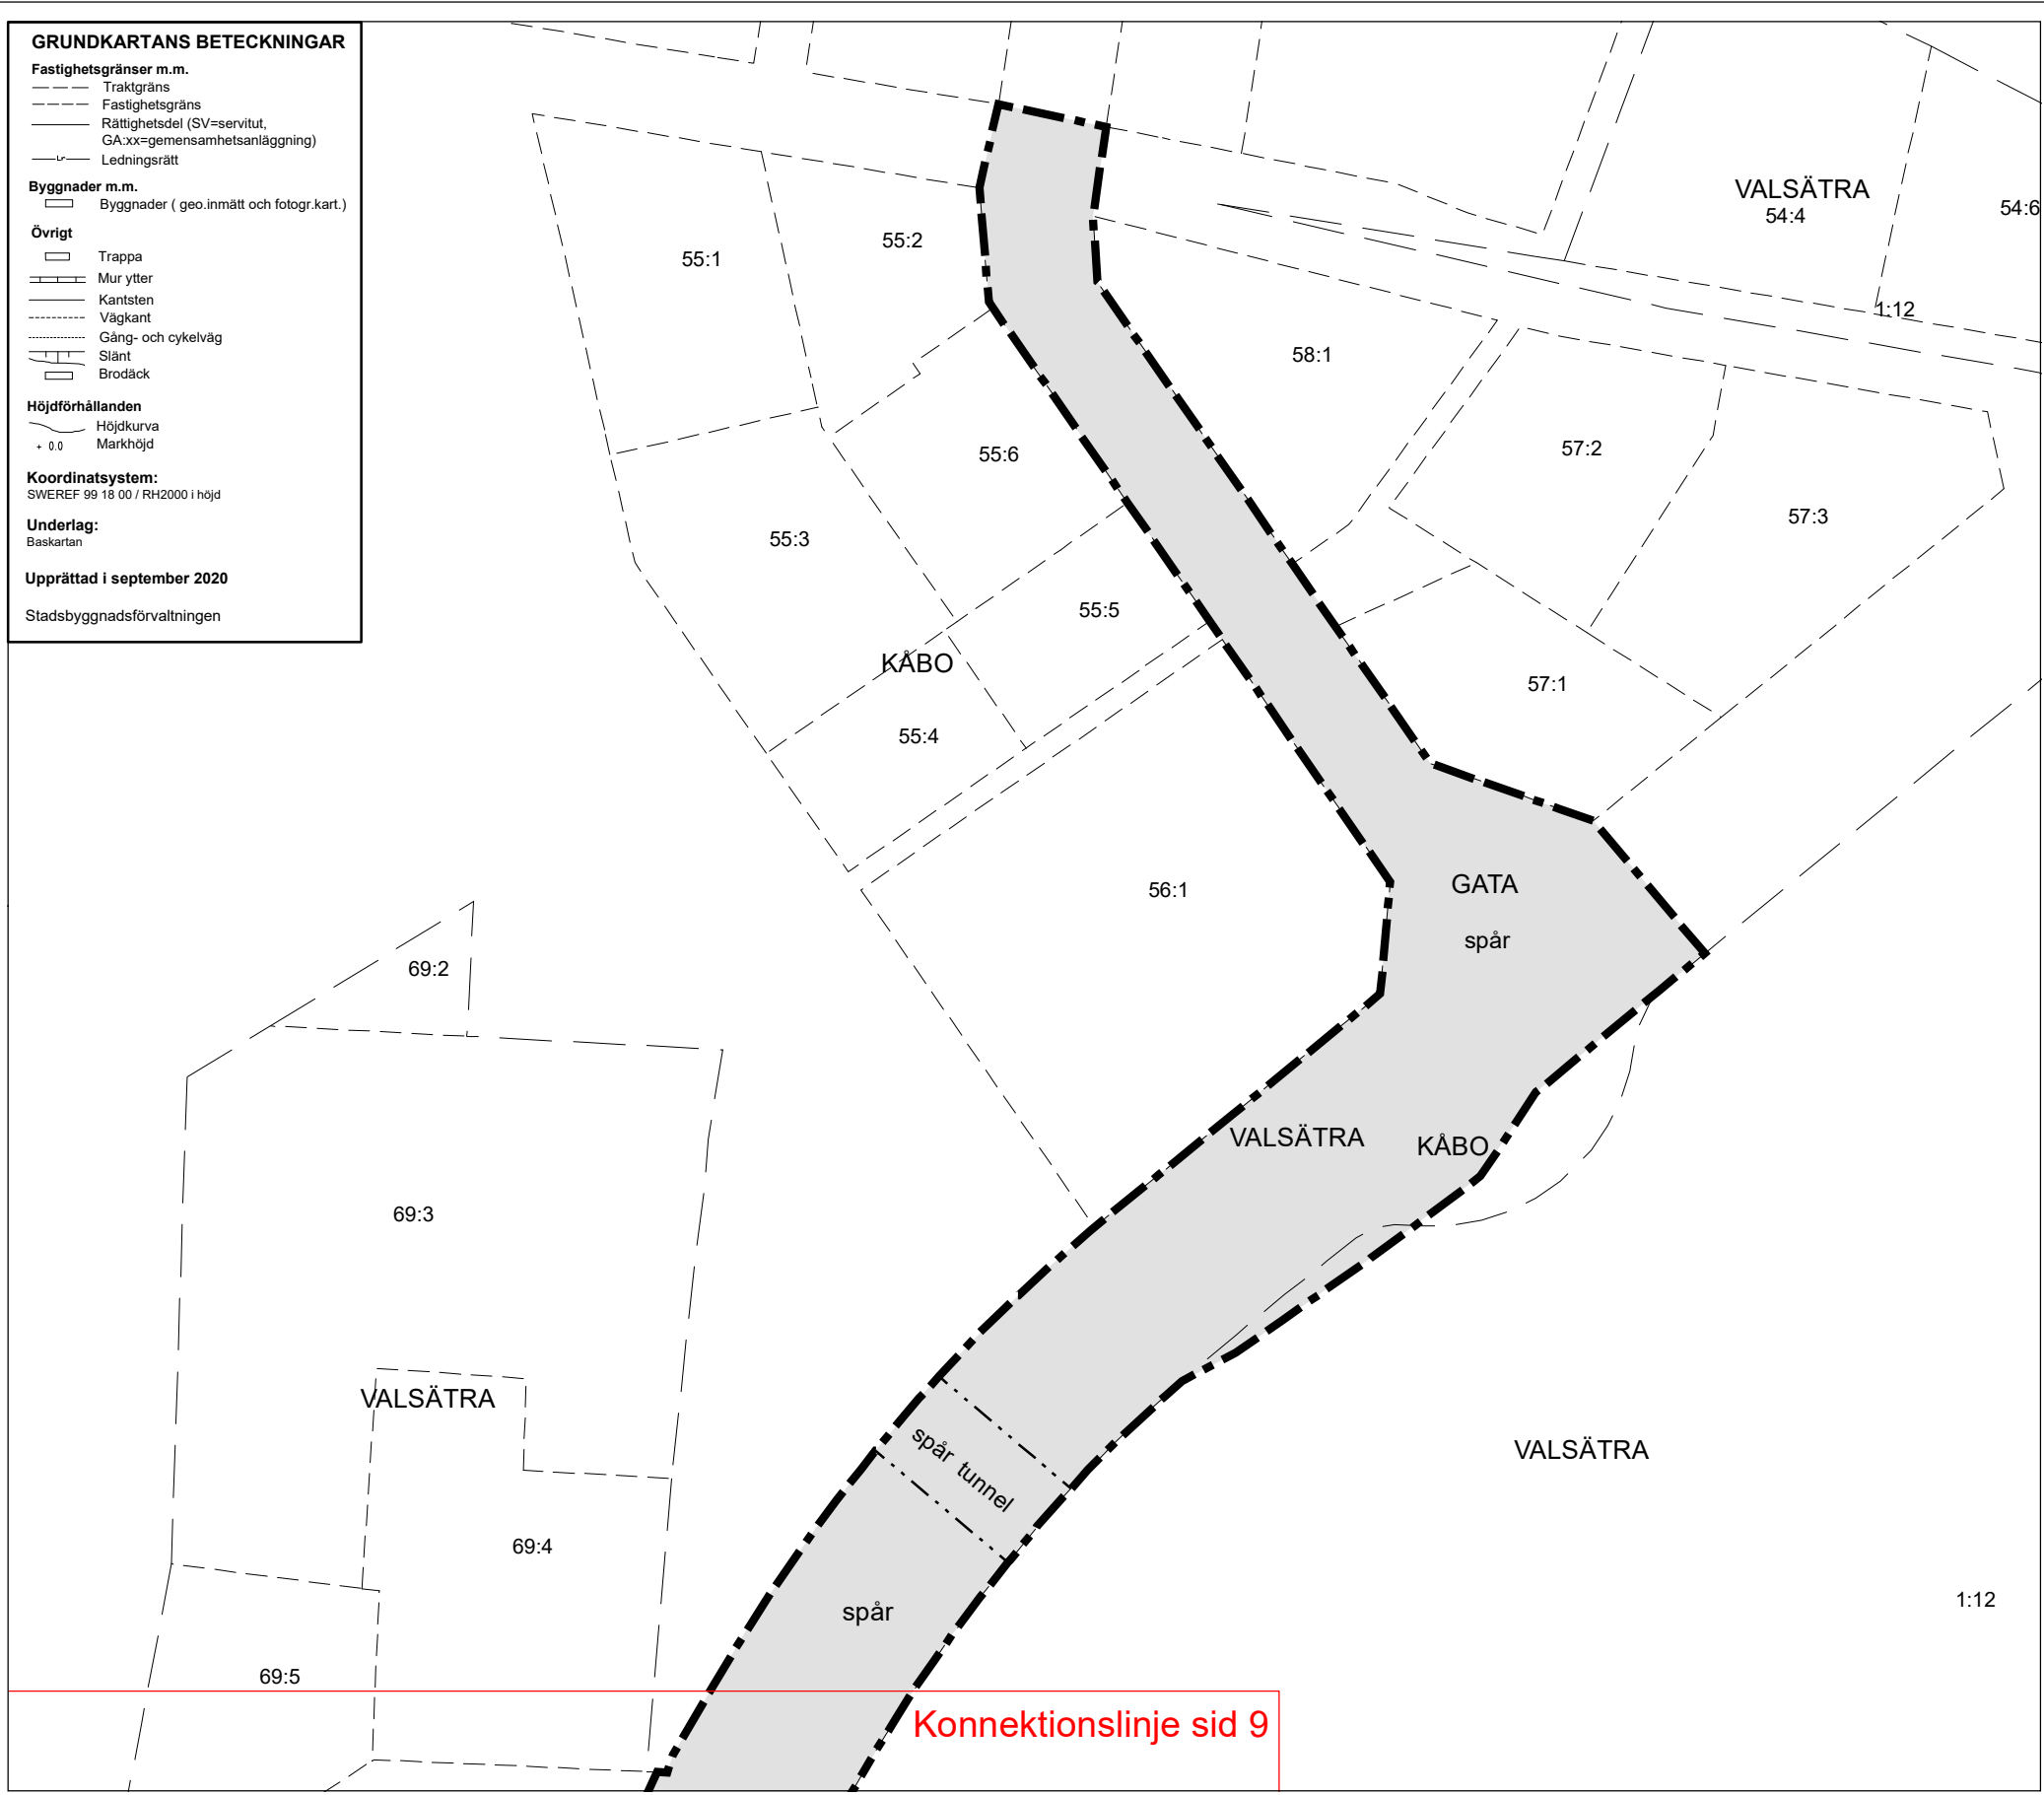 GRUNDKARTANS BETECKNINGAR
Fastighetsgränser m.m.
Traktgräns
Fastighetsgräns
Rättighetsdel (SV=servitut,
GA:xx=gemensamhetsanläggning)
Lr
Ledningsrätt
Byggnader m.m.
Byggnader ( geo.inmätt och fotogr.kart.)
Övrigt
Trappa
Mur ytter
Kantsten
Vägkant
Gång- och cykelväg
Slänt
Brodäck
Höjdförhållanden
Höjdkurva
+ 0.0 Markhöjd
Koordinatsystem:
SWEREF 99 18 00 / RH2000 i höjd
Underlag:
Baskartan
Upprättad i september 2020
Stadsbyggnadsförvaltningen
VALSÄTRA
54:4
54:6
55:1
55:2
1:12
58:1
55:6
57:2
55:3
57:3
55:5
KÅBO
57:1
55:4
56:1
GATA
spår
69:2
VALSÄTRA
KÅBO
69:3
VALSÄTRA
spår tunnel
VALSÄTRA
69:4
spår
1:12
69:5
Konnektionslinje sid 9